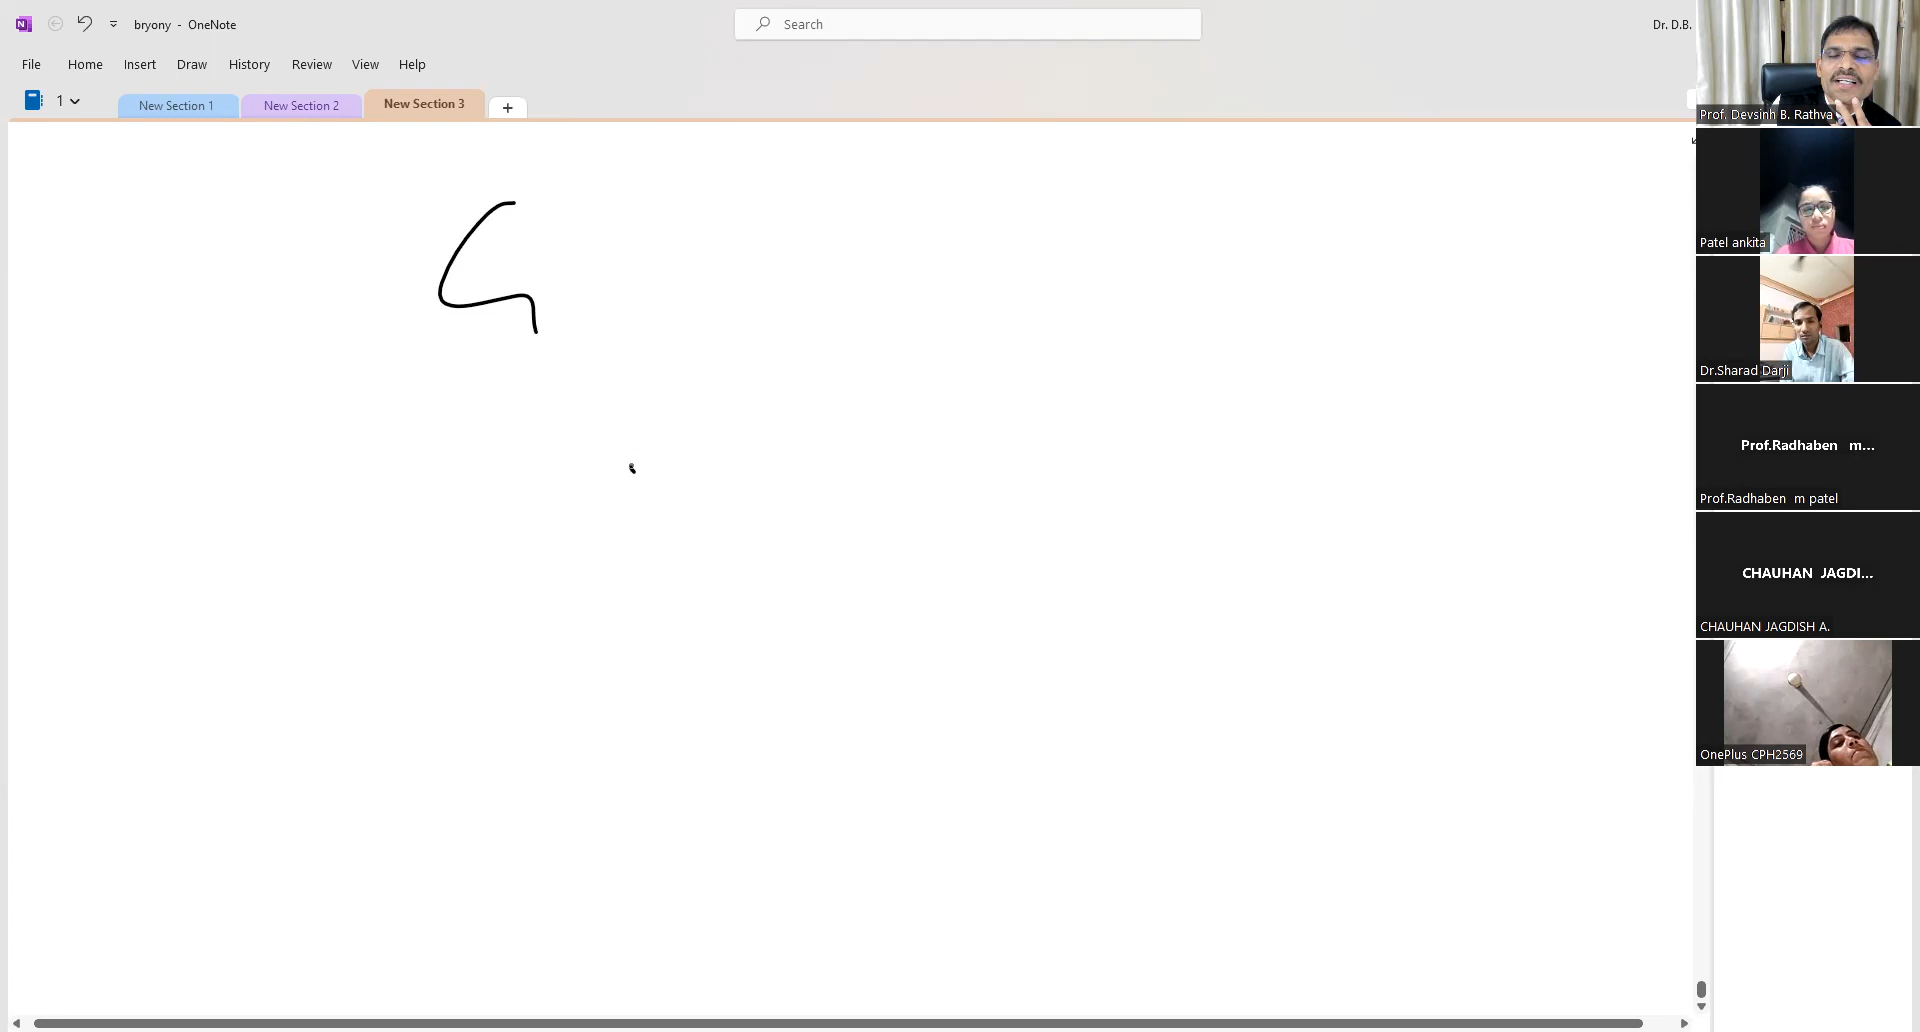 bryony - OneNote
Search
Dr. D.B.
File Home Insert Draw History Review View Help
1 New Section 1 New Section 2 New Section 3 +
Prof. Devsinh B. Rathva
Patel ankita
Dr.Sharad Darji
Prof.Radhaben m...
Prof.Radhaben m patel
CHAUHAN JAGDI...
CHAUHAN JAGDISH A.
OnePlus CPH2569